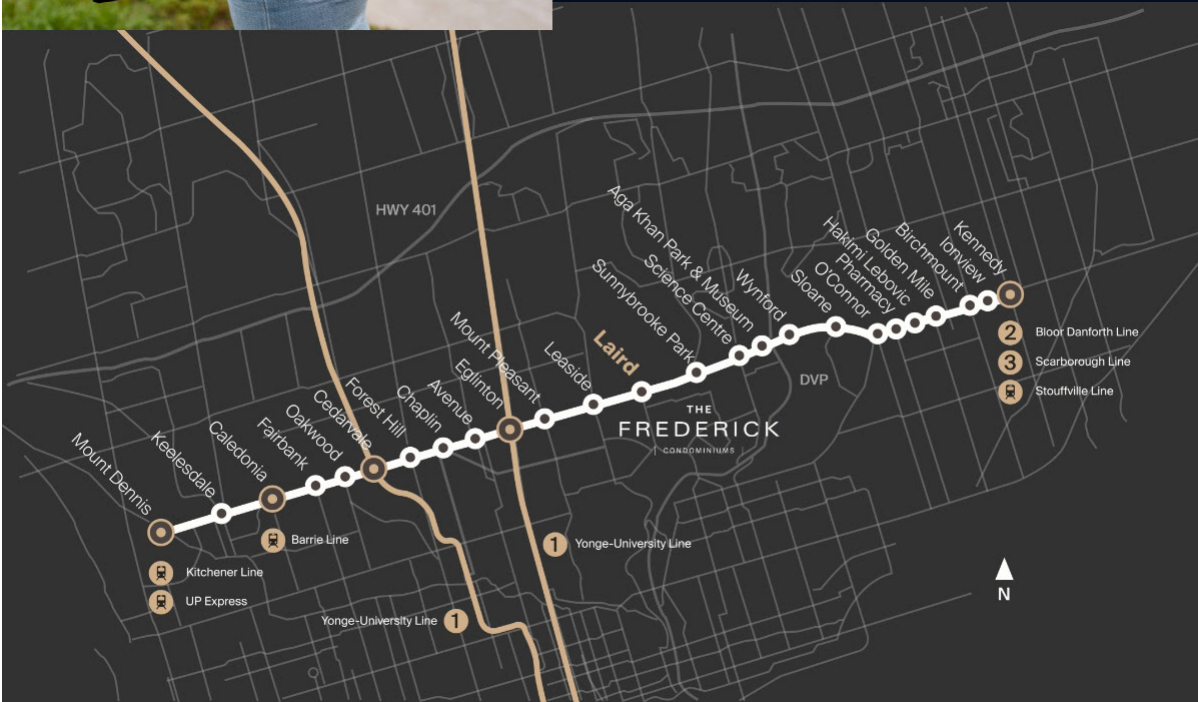 HWY 401
Mount Dennis
Keelesdale
Caledonia
Fairbank
Oakwood
Cedarvale
Forest Hill
Chaplin
Avenue
Eglinton
Mount Pleasant
Leaside
Laird
Sunnybrooke Park
Science Centre
Aga Khan Park & Museum
Wynford
Sloane
O'Connor
Pharmacy
Hakimi Lebovic
Golden Mile
Birchmount
Ionview
Kennedy
2 Bloor Danforth Line
3 Scarborough Line
Stouffville Line
DVP
THE
FREDERICK
CONDOMINIUMS
Barrie Line
1 Yonge-University Line
Kitchener Line
UP Express
Yonge-University Line 1
N